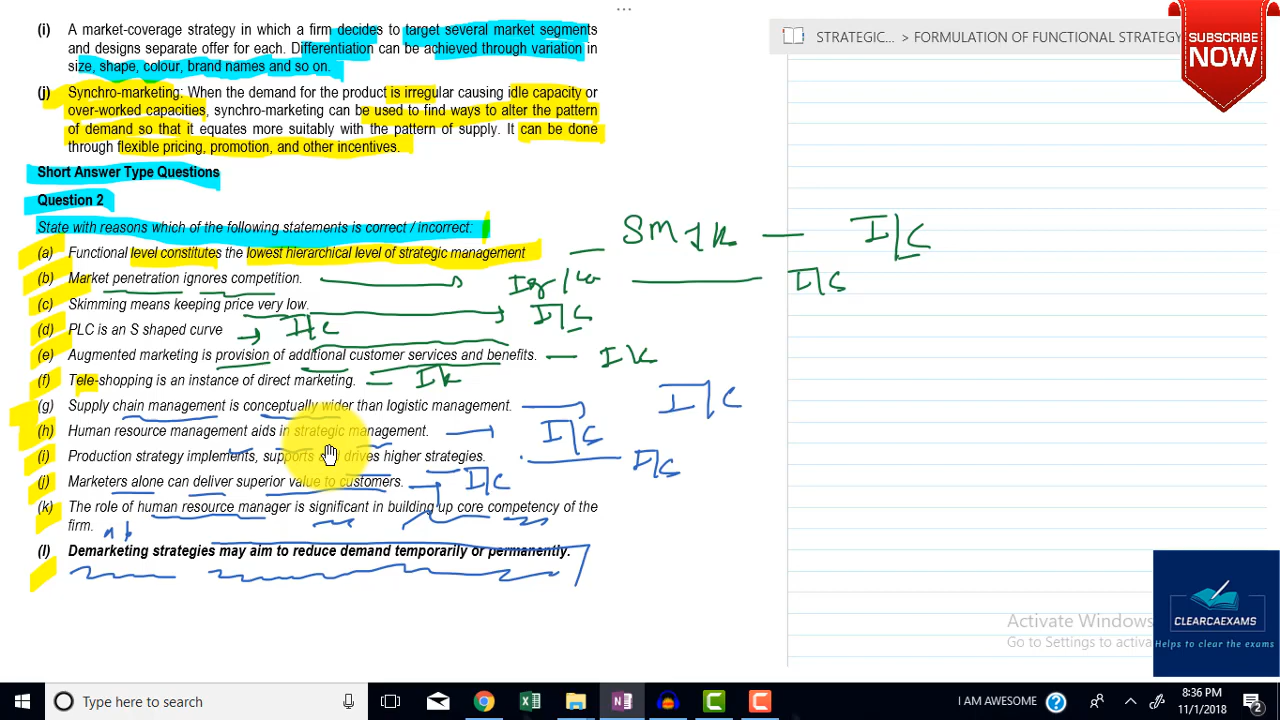 (i) A market-coverage strategy in which a firm decides to target several market segments
and designs separate offer for each. Differentiation can be achieved through variation in
size, shape, colour, brand names and so on.
(j) Synchro-marketing: When the demand for the product is irregular causing idle capacity or
over-worked capacities, synchro-marketing can be used to find ways to alter the pattern
of demand so that it equates more suitably with the pattern of supply. It can be done
through flexible pricing, promotion, and other incentives.
Short Answer Type Questions
Question 2
State with reasons which of the following statements is correct / incorrect:
(a) Functional level constitutes the lowest hierarchical level of strategic management
I/C
(b) Market penetration ignores competition.
I/C
(c) Skimming means keeping price very low
I/C
(d) PLC is an S shaped curve
I/C
(e) Augmented marketing is provision of additional customer services and benefits.
(f) Tele-shopping is an instance of direct marketing.
(g) Supply chain management is conceptually wider than logistic management.
I/C
(h) Human resource management aids in strategic management.
I/C
(i) Production strategy implements, supports and drives higher strategies.
I/C
(j) Marketers alone can deliver superior value to customers.
I/C
(k) The role of human resource manager is significant in building up core competency of the
firm.
(l) Demarketing strategies may aim to reduce demand temporarily or permanently.
STRATEGIC... > FORMULATION OF FUNCTIONAL STRATEGY
SUBSCRIBE
NOW
Activate Windows
Go to Settings to activa
CLEARCAEXAMS
Helps to clear the exams
Type here to search
I AM AWESOME
8:36 PM
11/1/2018
2